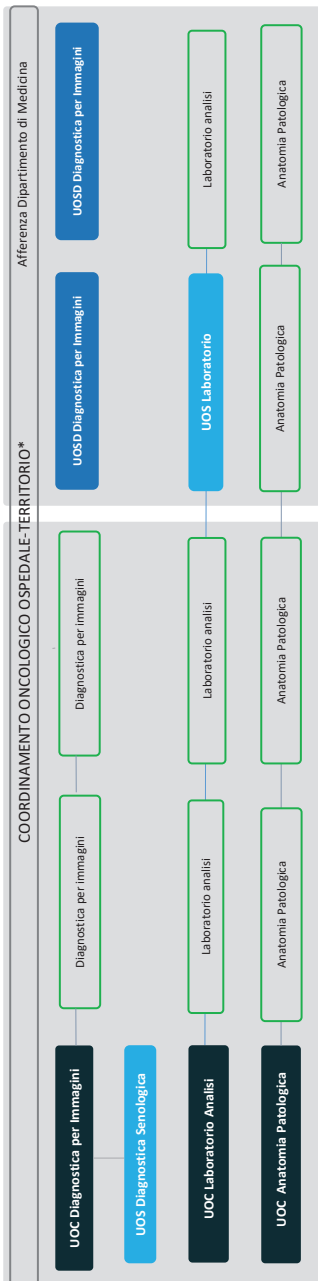 COORDINAMENTO ONCOLOGICO OSPEDALE-TERRITORIO*
Afferenza Dipartimento di Medicina
UOC Diagnostica per Immagini
Diagnostica per immagini
Diagnostica per immagini
UOSD Diagnostica per Immagini
UOSD Diagnostica per Immagini
UOS Diagnostica Senologica
UOC Laboratorio Analisi
Laboratorio analisi
Laboratorio analisi
UOS Laboratorio
Laboratorio analisi
UOC Anatomia Patologica
Anatomia Patologica
Anatomia Patologica
Anatomia Patologica
Anatomia Patologica